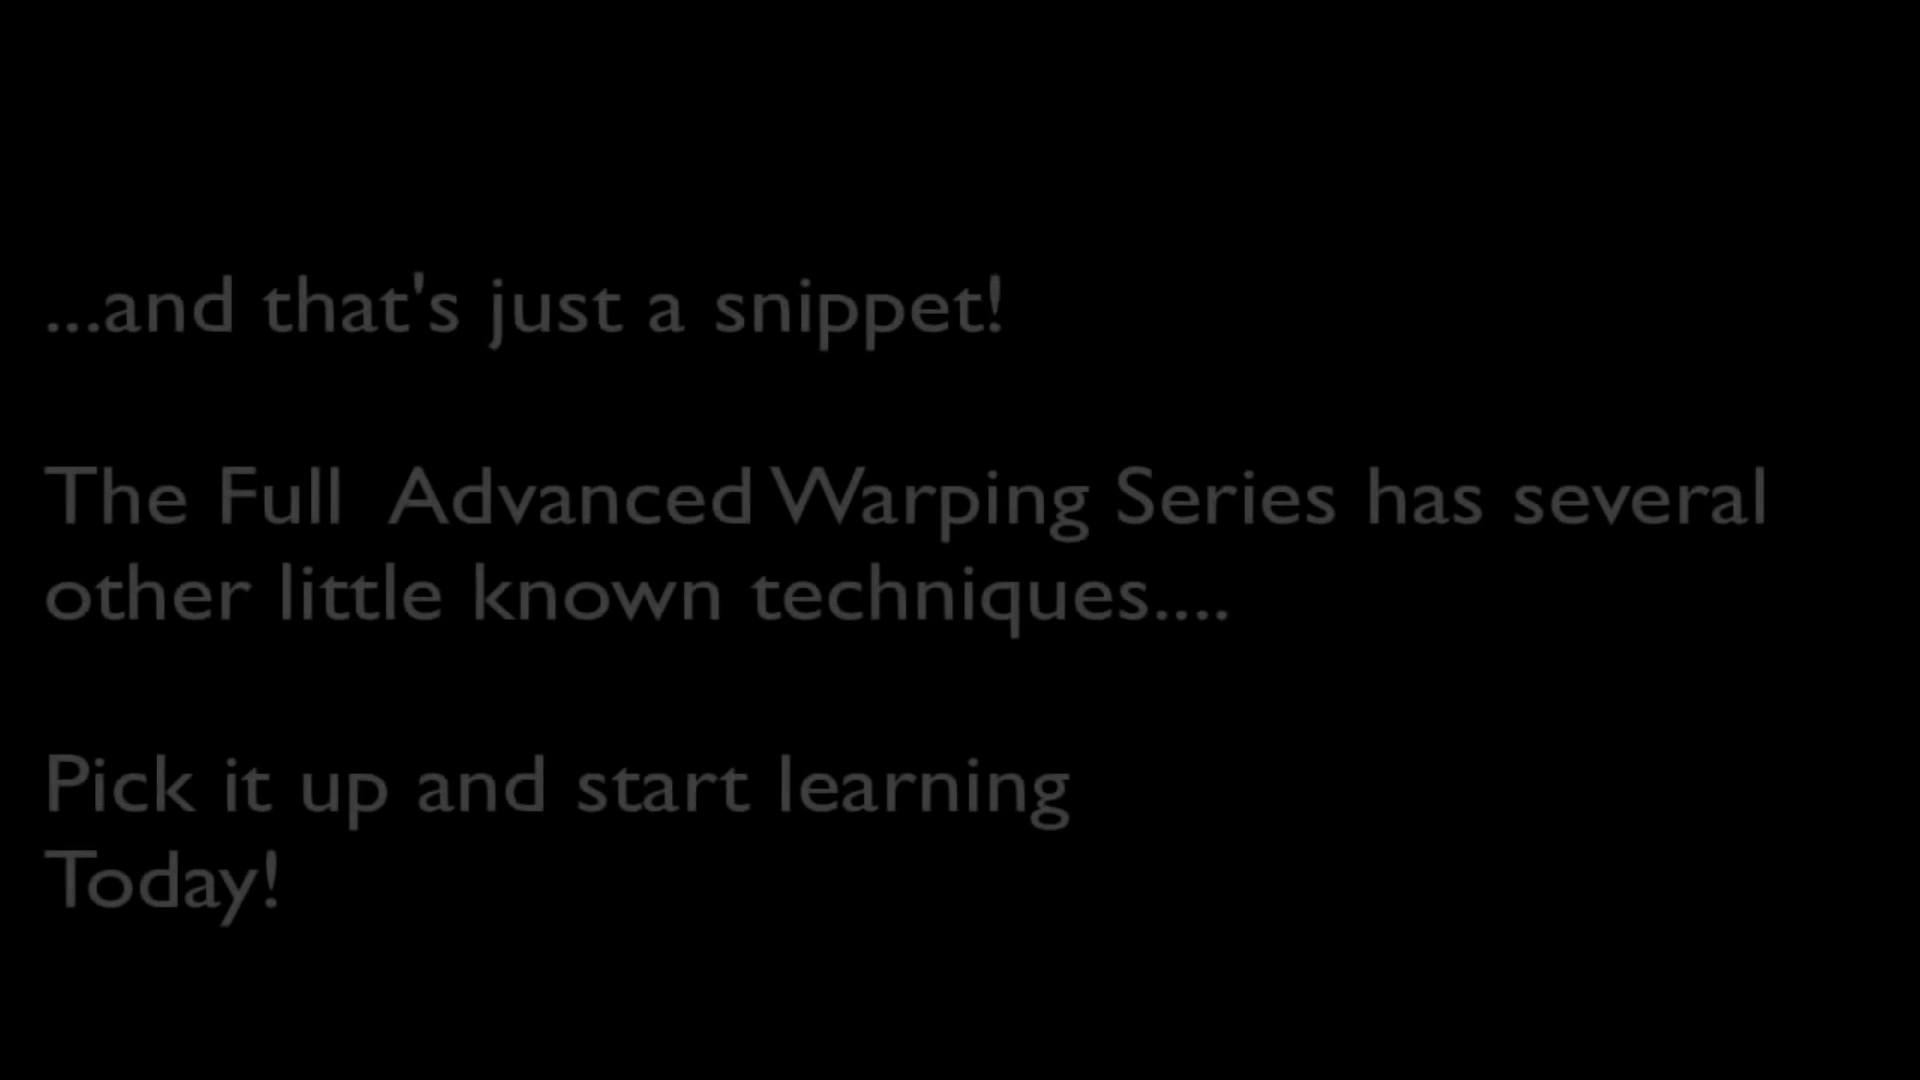 ...and that's just a snippet!
The Full  Advanced Warping Series has several
other little known techniques....
Pick it up and start learning
Today!